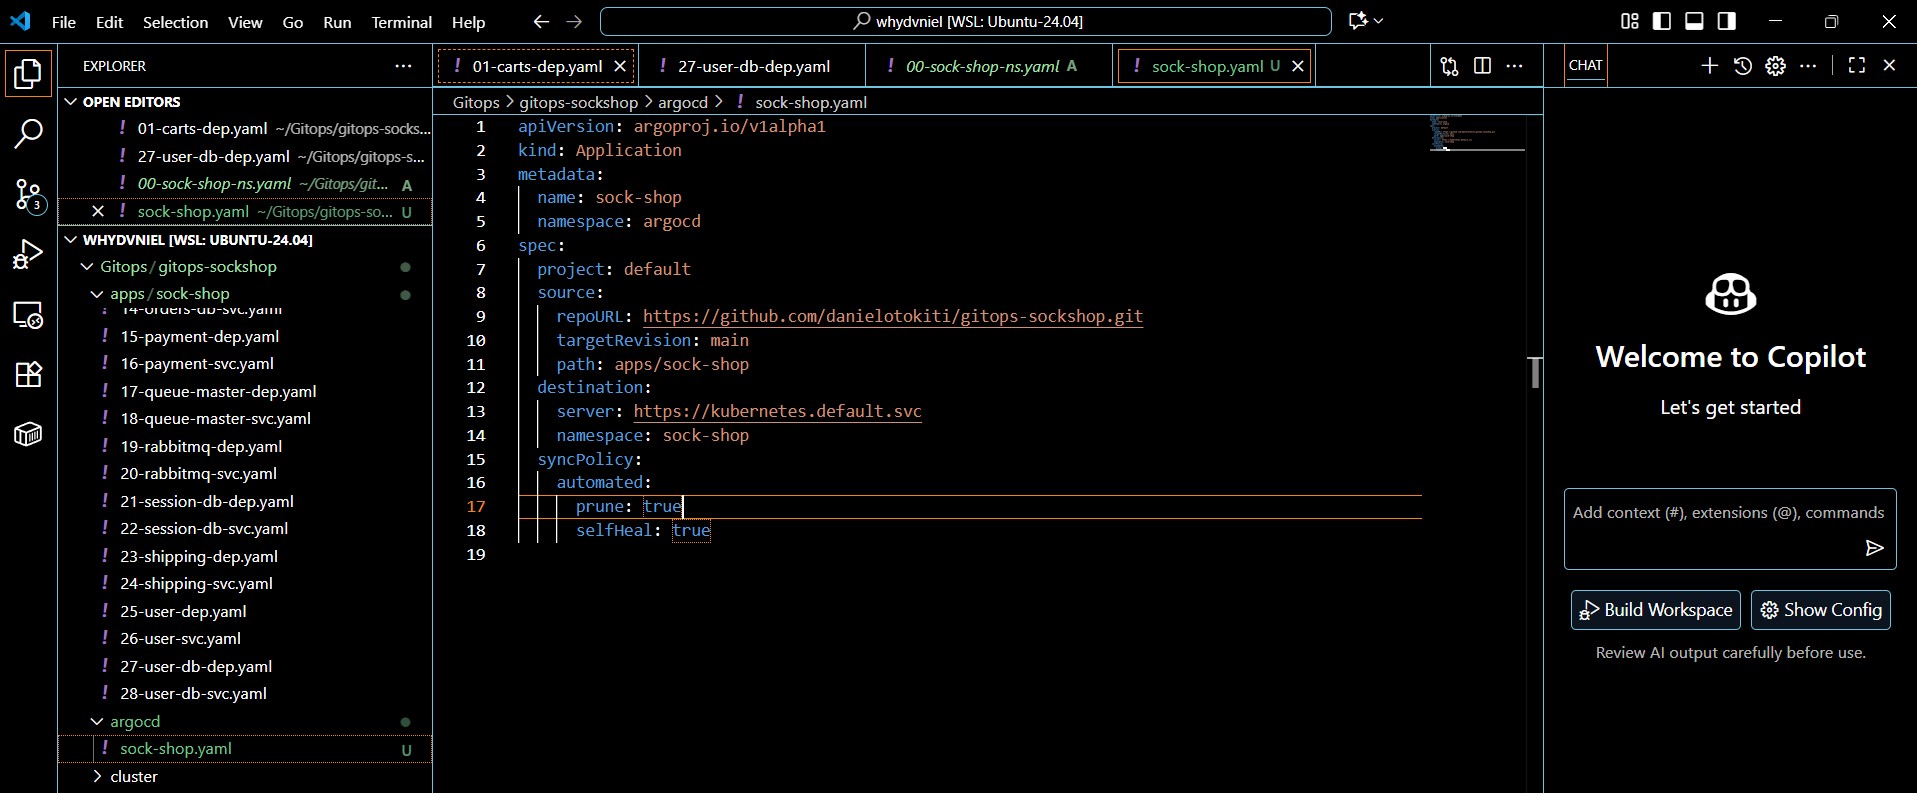 File Edit Selection View Go Run Terminal Help
whydvniel [WSL: Ubuntu-24.04]
EXPLORER
OPEN EDITORS
! 01-carts-dep.yaml ~/Gitops/gitops-socks...
! 27-user-db-dep.yaml ~/Gitops/gitops-s...
! 00-sock-shop-ns.yaml ~/Gitops/git... A
! sock-shop.yaml ~/Gitops/gitops-so... U
3
WHYDVNIEL [WSL: UBUNTU-24.04]
Gitops / gitops-sockshop
apps / sock-shop
! 14-orders-db-svc.yaml
! 15-payment-dep.yaml
! 16-payment-svc.yaml
! 17-queue-master-dep.yaml
! 18-queue-master-svc.yaml
! 19-rabbitmq-dep.yaml
! 20-rabbitmq-svc.yaml
! 21-session-db-dep.yaml
! 22-session-db-svc.yaml
! 23-shipping-dep.yaml
! 24-shipping-svc.yaml
! 25-user-dep.yaml
! 26-user-svc.yaml
! 27-user-db-dep.yaml
! 28-user-db-svc.yaml
argocd
! sock-shop.yaml U
cluster
! 01-carts-dep.yaml ! 27-user-db-dep.yaml ! 00-sock-shop-ns.yaml A ! sock-shop.yaml U
Gitops > gitops-sockshop > argocd > ! sock-shop.yaml
1 apiVersion: argoproj.io/v1alpha1
2 kind: Application
3 metadata:
4 name: sock-shop
5 namespace: argocd
6 spec:
7 project: default
8 source:
9 repoURL: https://github.com/danielotokiti/gitops-sockshop.git
10 targetRevision: main
11 path: apps/sock-shop
12 destination:
13 server: https://kubernetes.default.svc
14 namespace: sock-shop
15 syncPolicy:
16 automated:
17 prune: true
18 selfHeal: true
19
CHAT
Welcome to Copilot
Let's get started
Add context (#), extensions (@), commands
Build Workspace Show Config
Review AI output carefully before use.